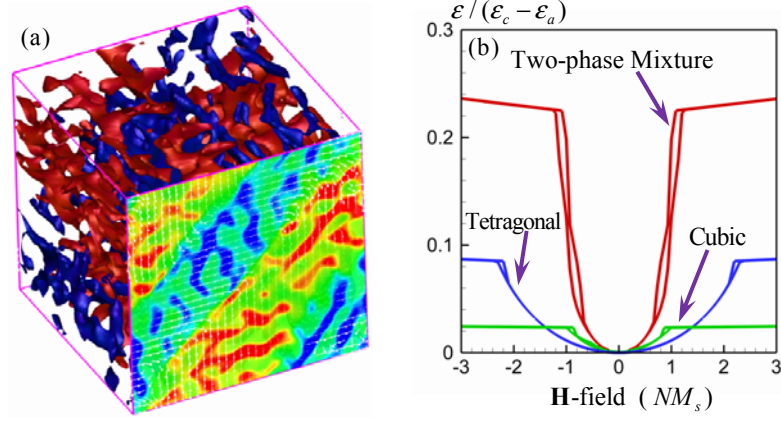 (a)
ε / (ε_c − ε_a)
(b)
Two-phase Mixture
Tetragonal
Cubic
0.3
0.2
0.1
0
-3 -2 -1 0 1 2 3
H-field ( NM_s )